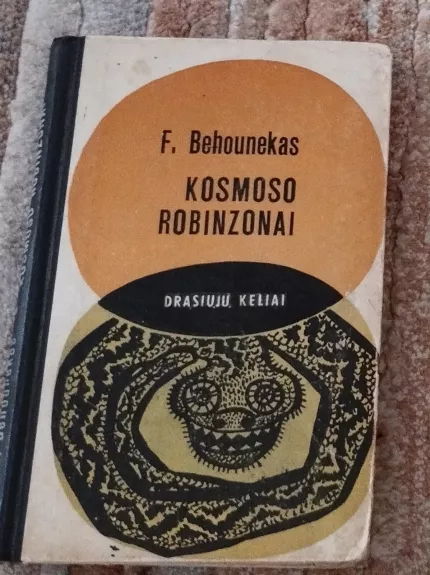 F. Behounekas
KOSMOSO
ROBINZONAI
DRĄSIŲJŲ KELIAI